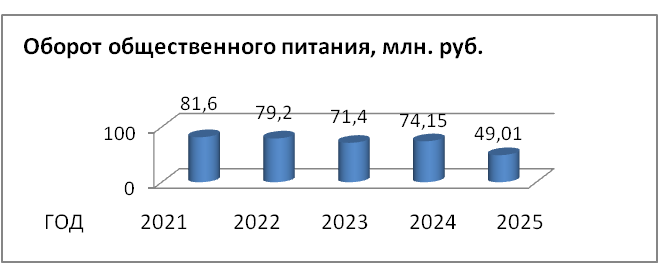 Оборот общественного питания, млн. руб.
81,6 79,2 71,4 74,15 49,01
100
0
ГОД 2021 2022 2023 2024 2025